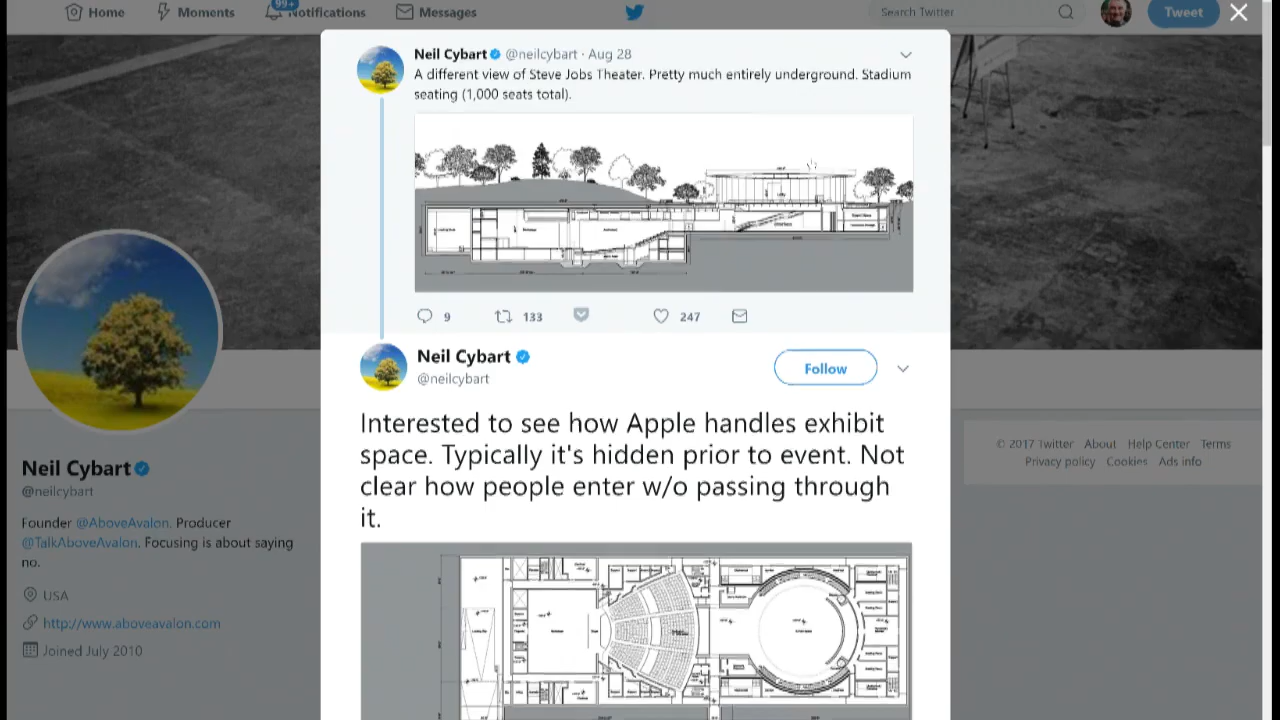 Home
Moments
99+
Notifications
Messages
Search Twitter
Tweet
Neil Cybart @neilcybart · Aug 28
A different view of Steve Jobs Theater. Pretty much entirely underground. Stadium
seating (1,000 seats total).
9
133
247
Neil Cybart
@neilcybart
Follow
Interested to see how Apple handles exhibit
space. Typically it's hidden prior to event. Not
clear how people enter w/o passing through
it.
Neil Cybart
@neilcybart
Founder @AboveAvalon. Producer
@TalkAboveAvalon. Focusing is about saying
no.
USA
http://www.aboveavalon.com
Joined July 2010
© 2017 Twitter About Help Center Terms
Privacy policy Cookies Ads info